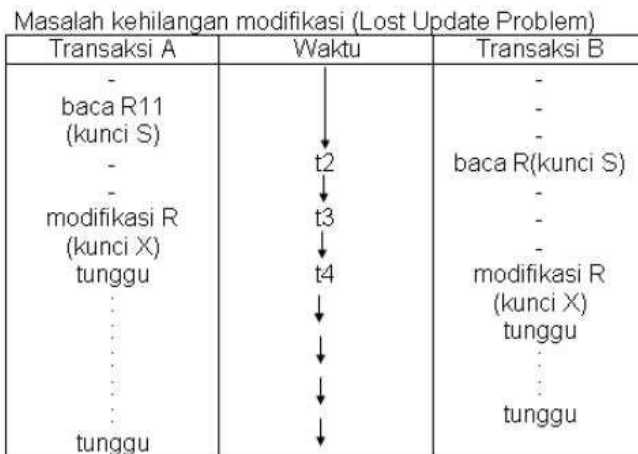 Masalah kehilangan modifikasi (Lost Update Problem)
Transaksi A Waktu Transaksi B
- -
baca R11 -
(kunci S) -
- t2 baca R(kunci S)
- -
modifikasi R t3 -
(kunci X) -
tunggu t4 modifikasi R
(kunci X)
: tunggu
: :
: :
: tunggu
tunggu